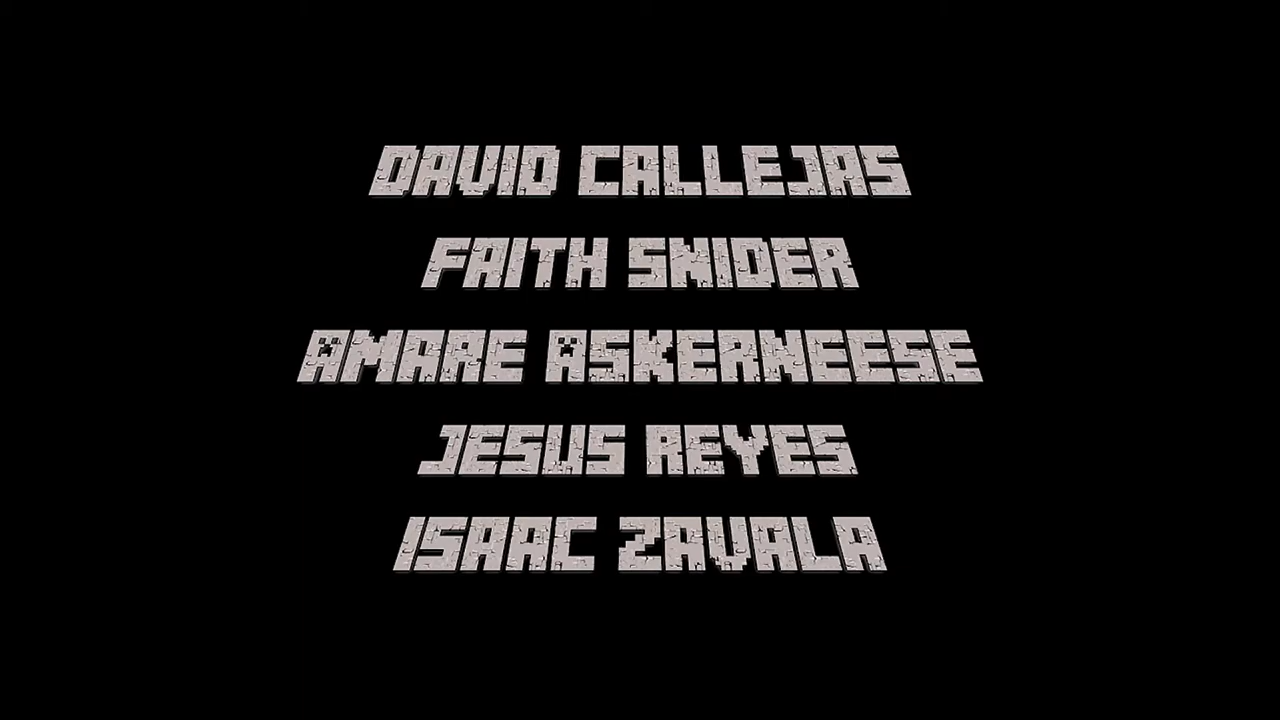 DAVID CALLEJAS
FAITH SNIDER
AMARE ASKERNEESE
JESUS REYES
ISAAC ZAVALA